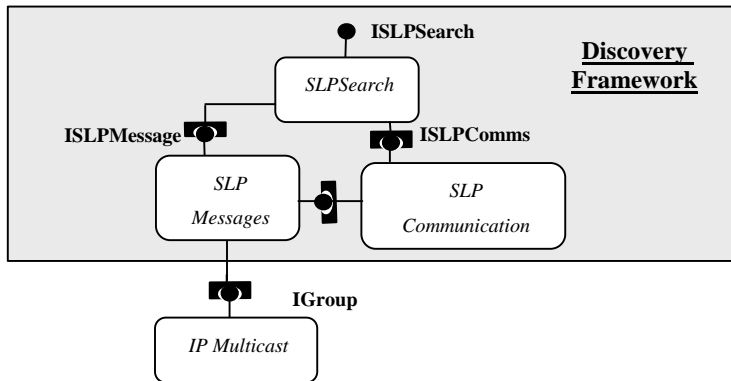 ISLPSearch
Discovery
Framework
SLPSearch
ISLPMessage
ISLPComms
SLP
Messages
SLP
Communication
IGroup
IP Multicast